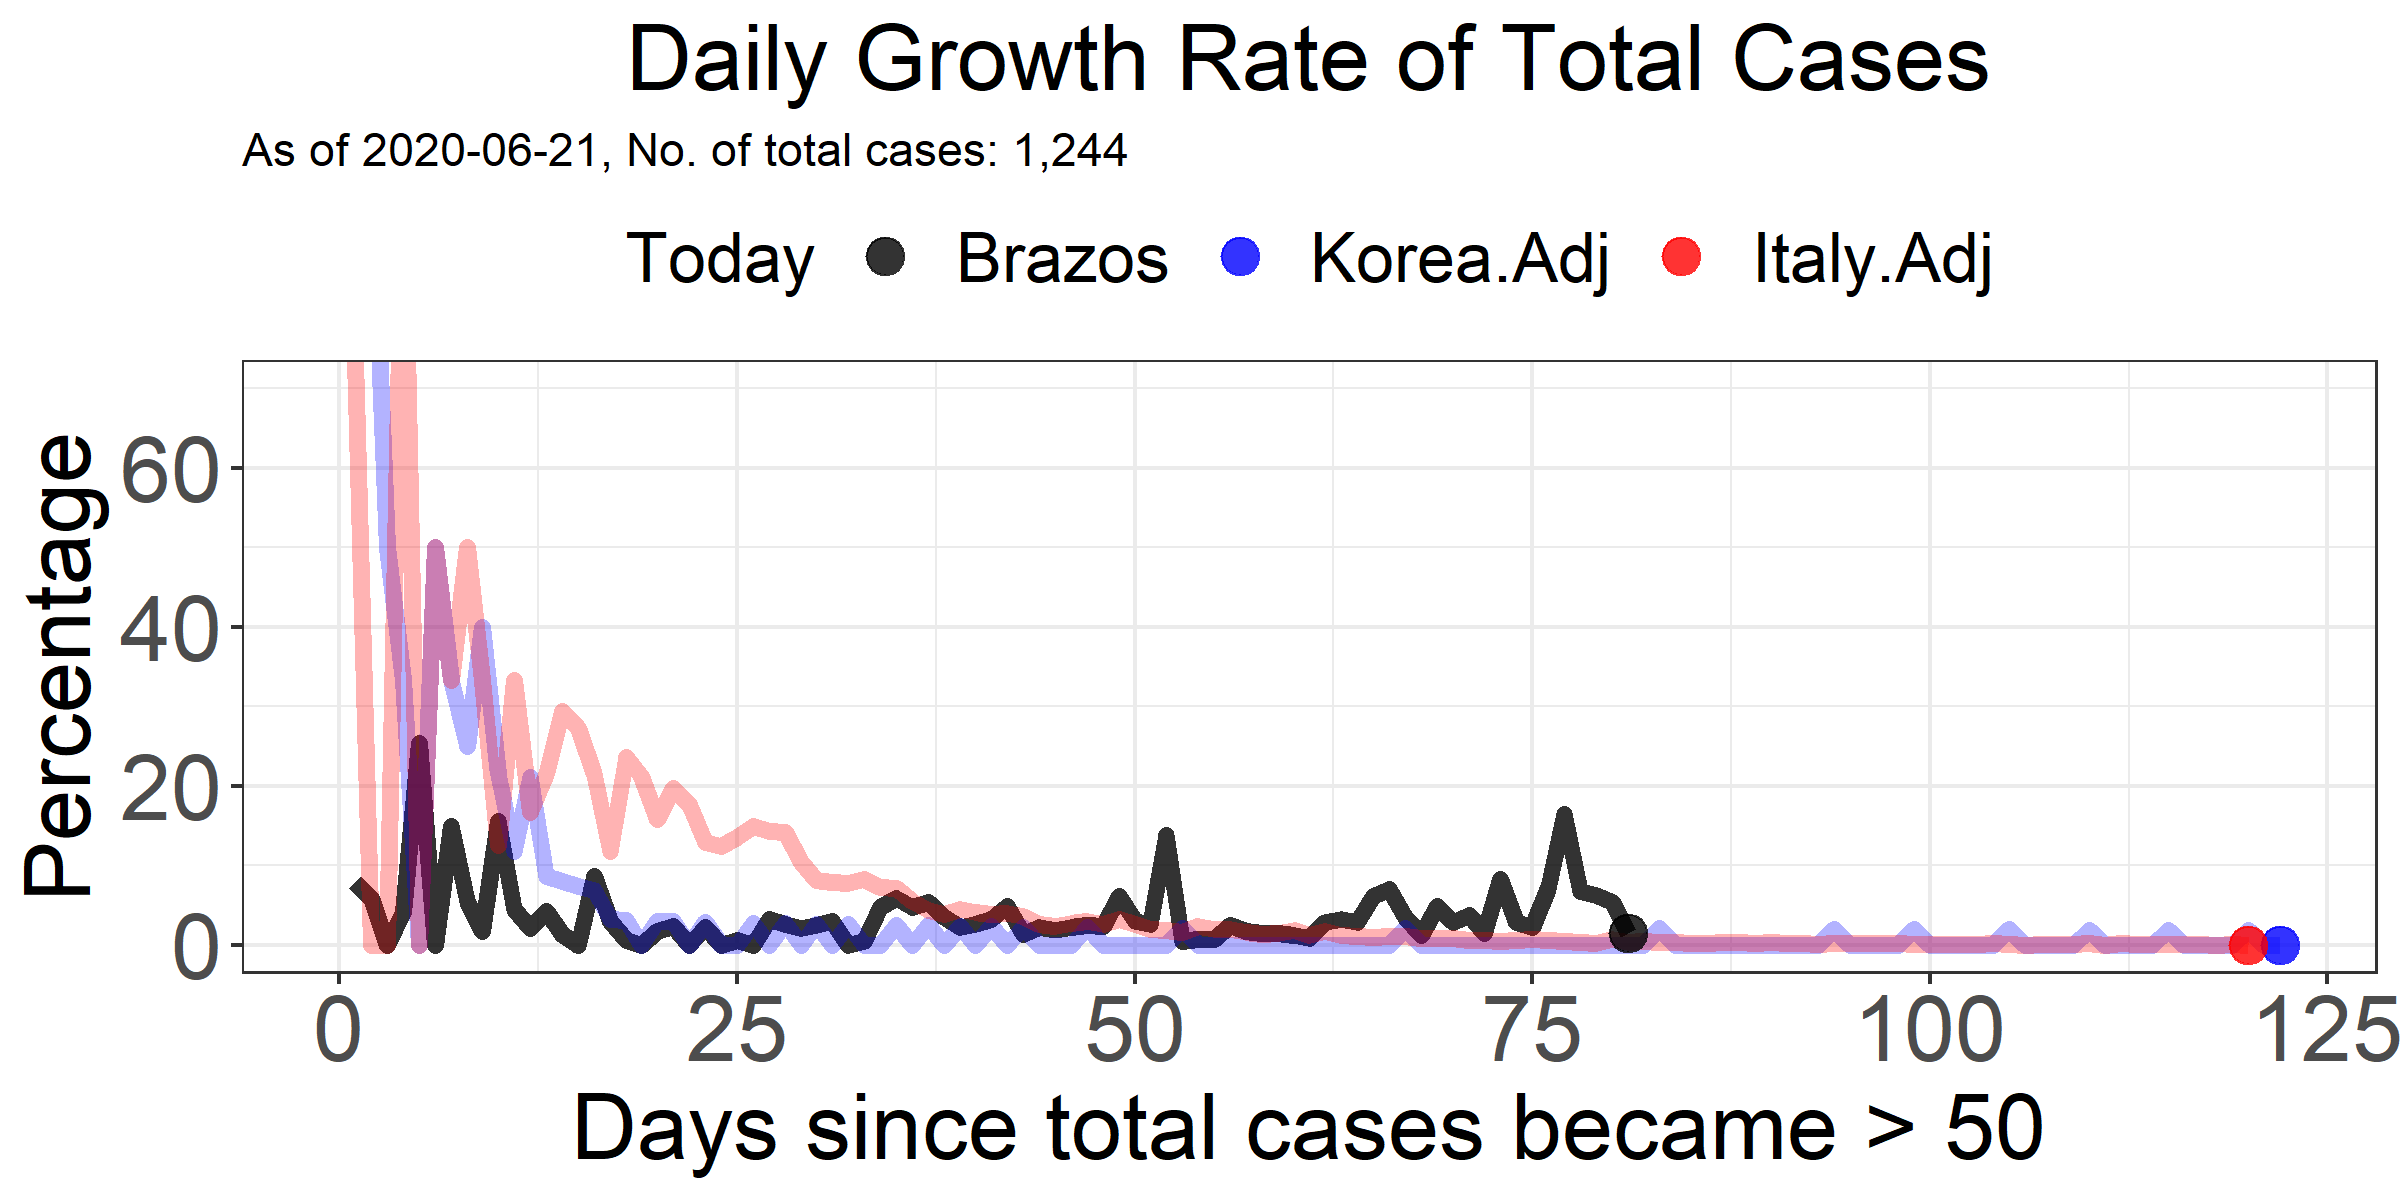 Daily Growth Rate of Total Cases
As of 2020-06-21, No. of total cases: 1,244
Today Brazos Korea.Adj Italy.Adj
Percentage
60
40
20
0
0 25 50 75 100 125
Days since total cases became > 50